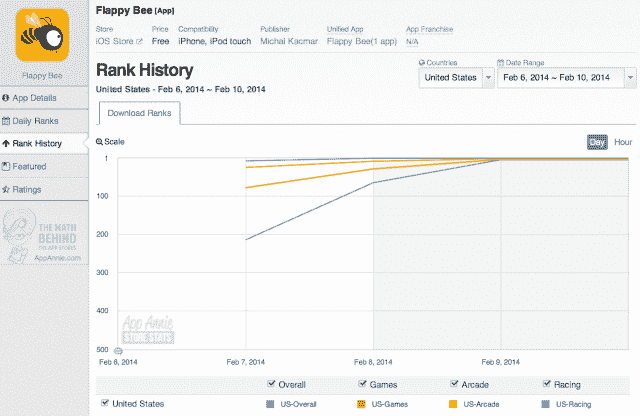 Flappy Bee [App]
Store Price Compatibility Publisher Unified App App Franchise
iOS Store Free iPhone, iPod touch Michal Kacmar Flappy Bee(1 app) N/A
Flappy Bee
App Details
Daily Ranks
Rank History
Featured
Ratings
THE MATH
BEHIND
THE APP STORES
AppAnnie.com
Rank History
United States - Feb 6, 2014 ~ Feb 10, 2014
Countries Date Range
United States Feb 6, 2014 ~ Feb 10, 2014
Download Ranks
Scale Day Hour
1
100
200
300
400
500
App Annie
STORE STATS
Feb 6, 2014 Feb 7, 2014 Feb 8, 2014 Feb 9, 2014
Overall Games Arcade Racing
United States US-Overall US-Games US-Arcade US-Racing